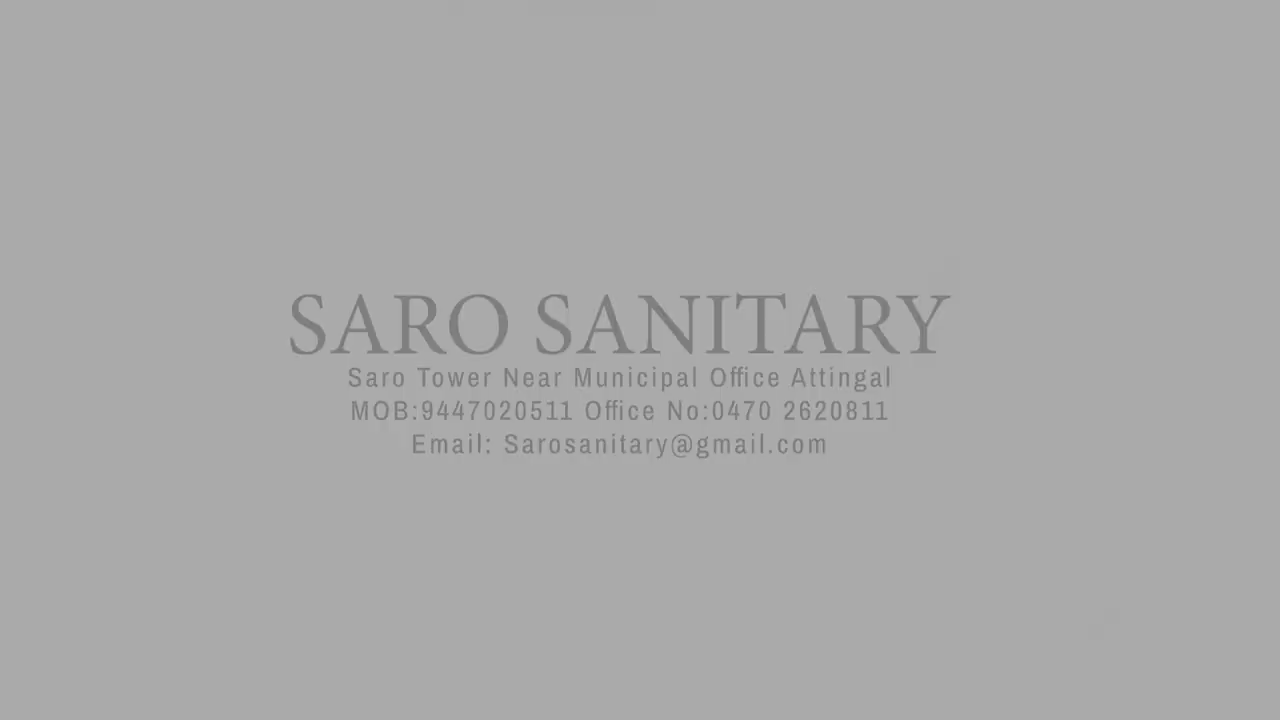 SARO SANITARY
Saro Tower Near Municipal Office Attingal
MOB:9447020511 Office No:0470 2620811
Email: Sarosanitary@gmail.com